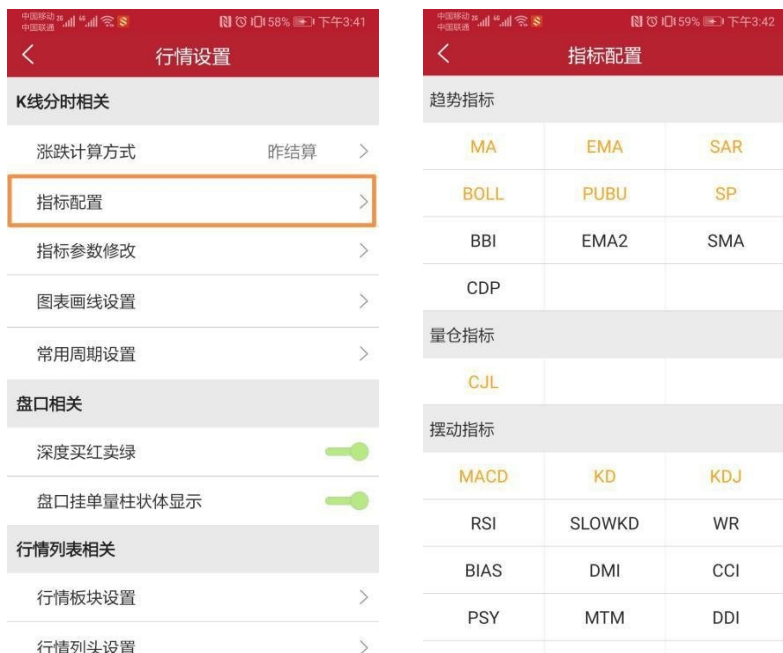 中国移动 2G 4G S 58% 下午3:41
中国联通
行情设置
K线分时相关
涨跌计算方式 昨结算
指标配置
指标参数修改
图表画线设置
常用周期设置
盘口相关
深度买红卖绿
盘口挂单量柱状体显示
行情列表相关
行情板块设置
行情列头设置
中国移动 2G 4G S 59% 下午3:42
中国联通
指标配置
趋势指标
MA EMA SAR
BOLL PUBU SP
BBI EMA2 SMA
CDP
量仓指标
CJL
摆动指标
MACD KD KDJ
RSI SLOWKD WR
BIAS DMI CCI
PSY MTM DDI